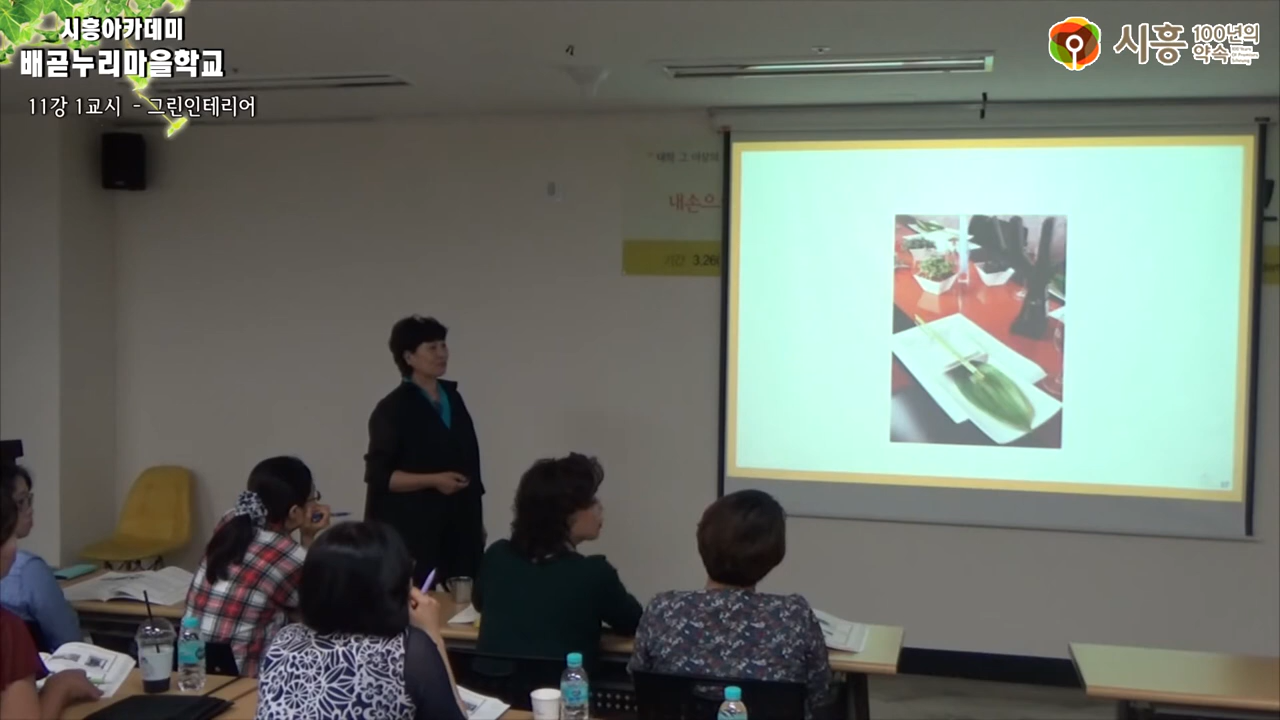 시흥아카데미
배곧누리마을학교
11강 1교시 - 그린인테리어
시흥 100년의
약속
내손으
기간 3.26(